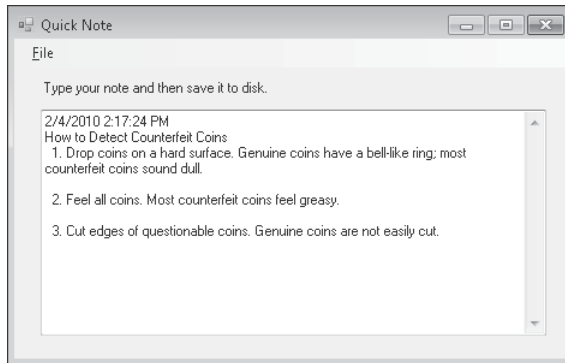 Quick Note
File
Type your note and then save it to disk.
2/4/2010 2:17:24 PM
How to Detect Counterfeit Coins
1. Drop coins on a hard surface. Genuine coins have a bell-like ring; most
counterfeit coins sound dull.
2. Feel all coins. Most counterfeit coins feel greasy.
3. Cut edges of questionable coins. Genuine coins are not easily cut.